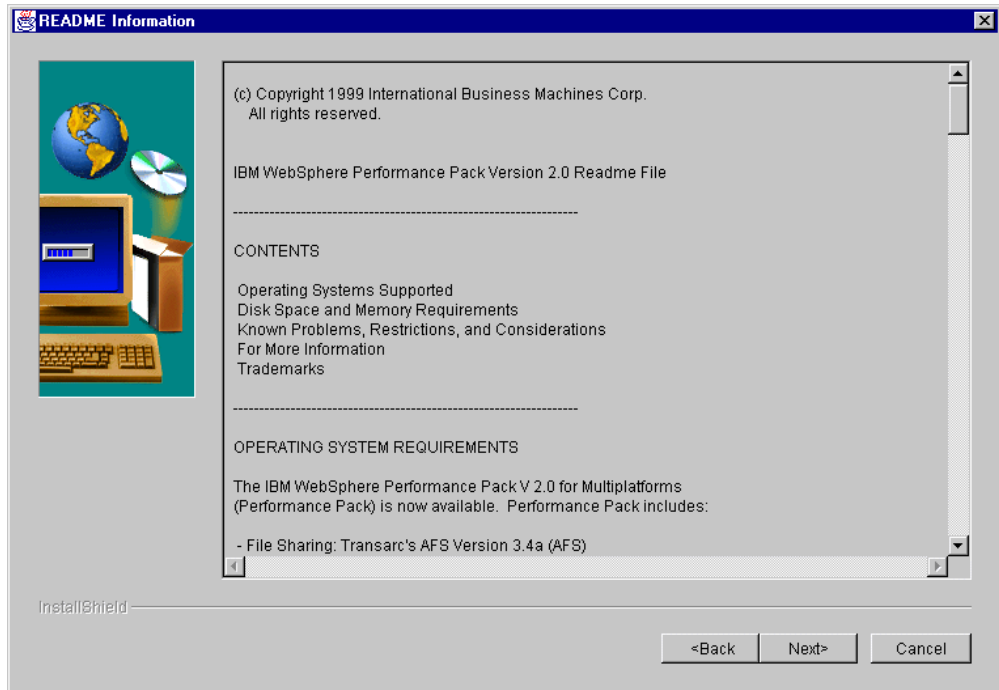 README Information
(c) Copyright 1999 International Business Machines Corp.
All rights reserved.
IBM WebSphere Performance Pack Version 2.0 Readme File
------------------------------------------------------------------
CONTENTS
Operating Systems Supported
Disk Space and Memory Requirements
Known Problems, Restrictions, and Considerations
For More Information
Trademarks
------------------------------------------------------------------
OPERATING SYSTEM REQUIREMENTS
The IBM WebSphere Performance Pack V 2.0 for Multiplatforms
(Performance Pack) is now available.  Performance Pack includes:
- File Sharing: Transarc's AFS Version 3.4a (AFS)
InstallShield
<Back
Next>
Cancel